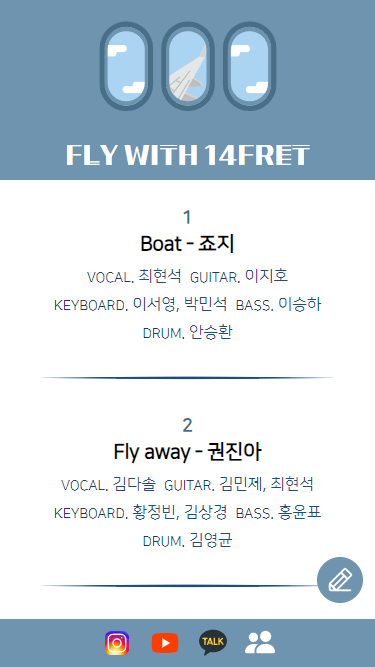 FLY WITH 14FRET
1
Boat - 죠지
VOCAL. 최현석 GUITAR. 이지호
KEYBOARD. 이서영, 박민석 BASS. 이승하
DRUM. 안승환
2
Fly away - 권진아
VOCAL. 김다솔 GUITAR. 김민제, 최현석
KEYBOARD. 황정빈, 김상경 BASS. 홍윤표
DRUM. 김영균
TALK